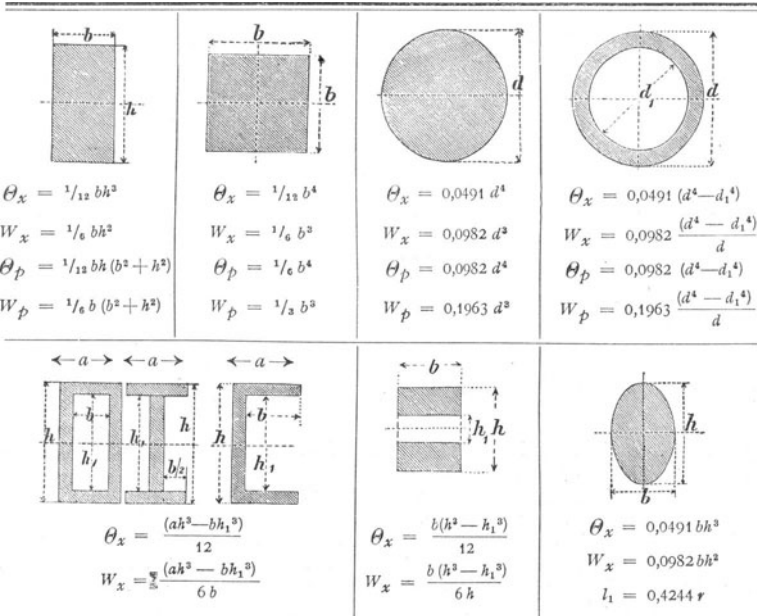 b
h
Θx = 1/12 bh³
Wx = 1/6 bh²
Θp = 1/12 bh (b² + h²)
Wp = 1/6 b (b² + h²)
b
b
Θx = 1/12 b⁴
Wx = 1/6 b³
Θp = 1/6 b⁴
Wp = 1/3 b³
d
Θx = 0,0491 d⁴
Wx = 0,0982 d³
Θp = 0,0982 d⁴
Wp = 0,1963 d³
d₁ d
Θx = 0,0491 (d⁴—d₁⁴)
Wx = 0,0982 (d⁴ — d₁⁴)/d
Θp = 0,0982 (d⁴—d₁⁴)
Wp = 0,1963 (d⁴ — d₁⁴)/d
a a a
b b
h h₁ h₁ h h h₁
b/2
Θx = (ah³—bh₁³)/12
Wx = (ah³ — bh₁³)/6 b
b
h₁ h
Θx = b(h³—h₁³)/12
Wx = b (h³—h₁³)/6 h
h
b
Θx = 0,0491 bh³
Wx = 0,0982 bh²
l₁ = 0,4244 r